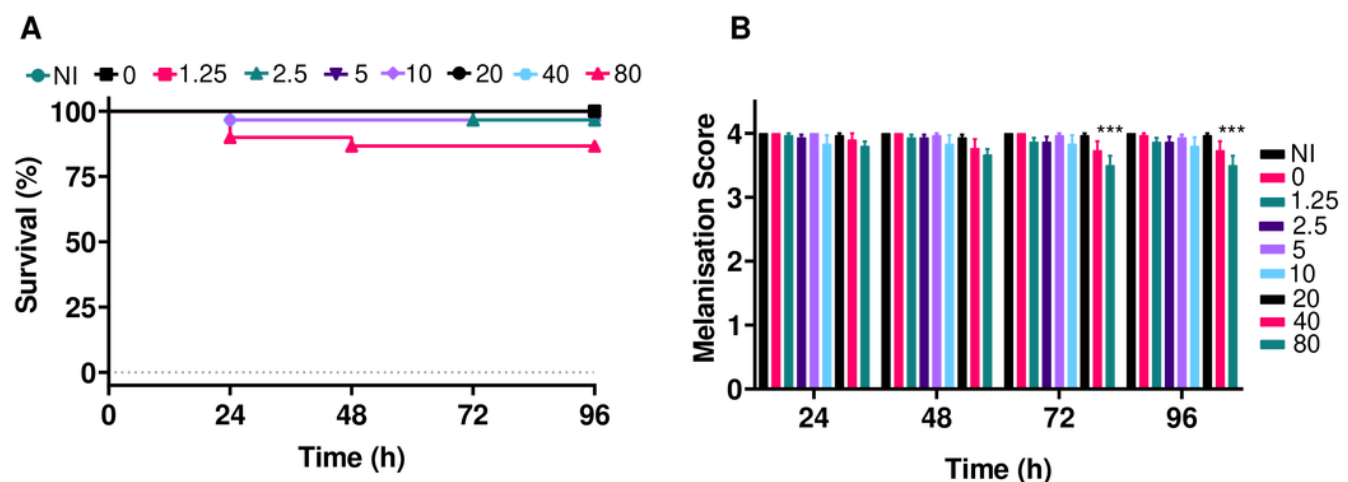 A
NI 0 1.25 2.5 5 10 20 40 80
Survival (%)
100
75
50
25
0
0 24 48 72 96
Time (h)
B
Melanisation Score
4
3
2
1
0
*** ***
24 48 72 96
Time (h)
NI
0
1.25
2.5
5
10
20
40
80